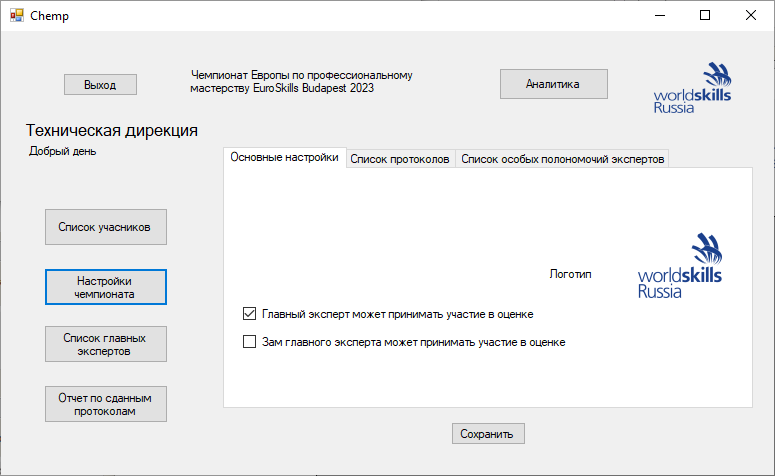 Chemp
Выход
Чемпионат Европы по профессиональному
мастерству EuroSkills Budapest 2023
Аналитика
worldskills
Russia
Техническая дирекция
Добрый день
Основные настройки
Список протоколов
Список особых полономочий экспертов
Список учасников
Настройки
чемпионата
Список главных
экспертов
Отчет по сданным
протоколам
Логотип
worldskills
Russia
Главный эксперт может принимать участие в оценке
Зам главного эксперта может принимать участие в оценке
Сохранить